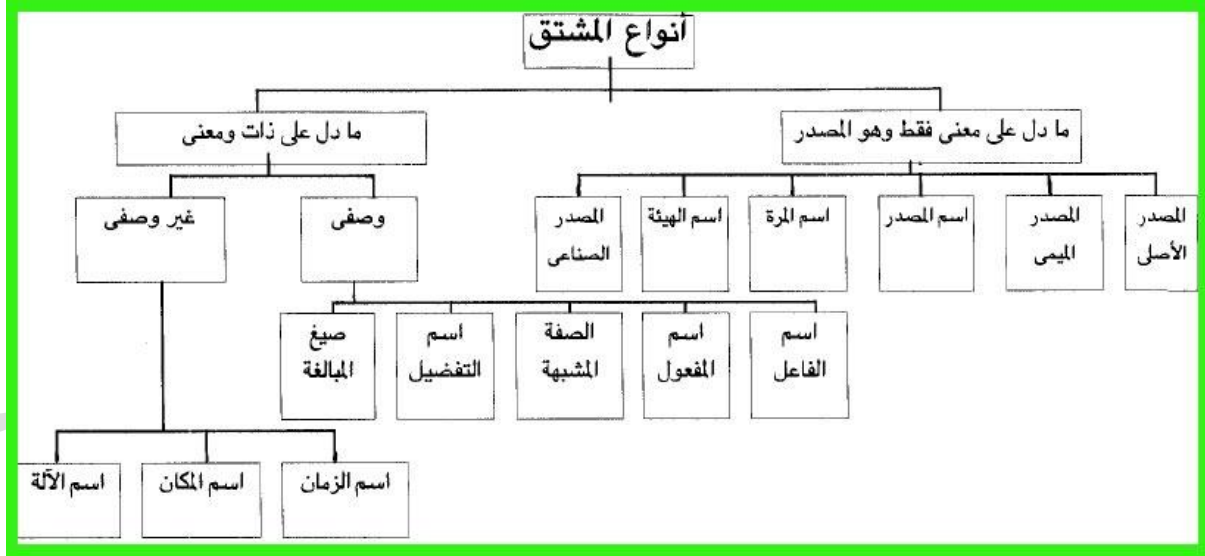 أنواع المشتق
ما دل على معنى فقط وهو المصدر
ما دل على ذات ومعنى
المصدر
الأصلى
المصدر
الميمى
اسم المصدر
اسم المرة
اسم الهيئة
المصدر
الصناعى
وصفى
غير وصفى
اسم
الفاعل
اسم
المفعول
الصفة
المشبهة
اسم
التفضيل
صيغ
المبالغة
اسم الزمان
اسم المكان
اسم الآلة